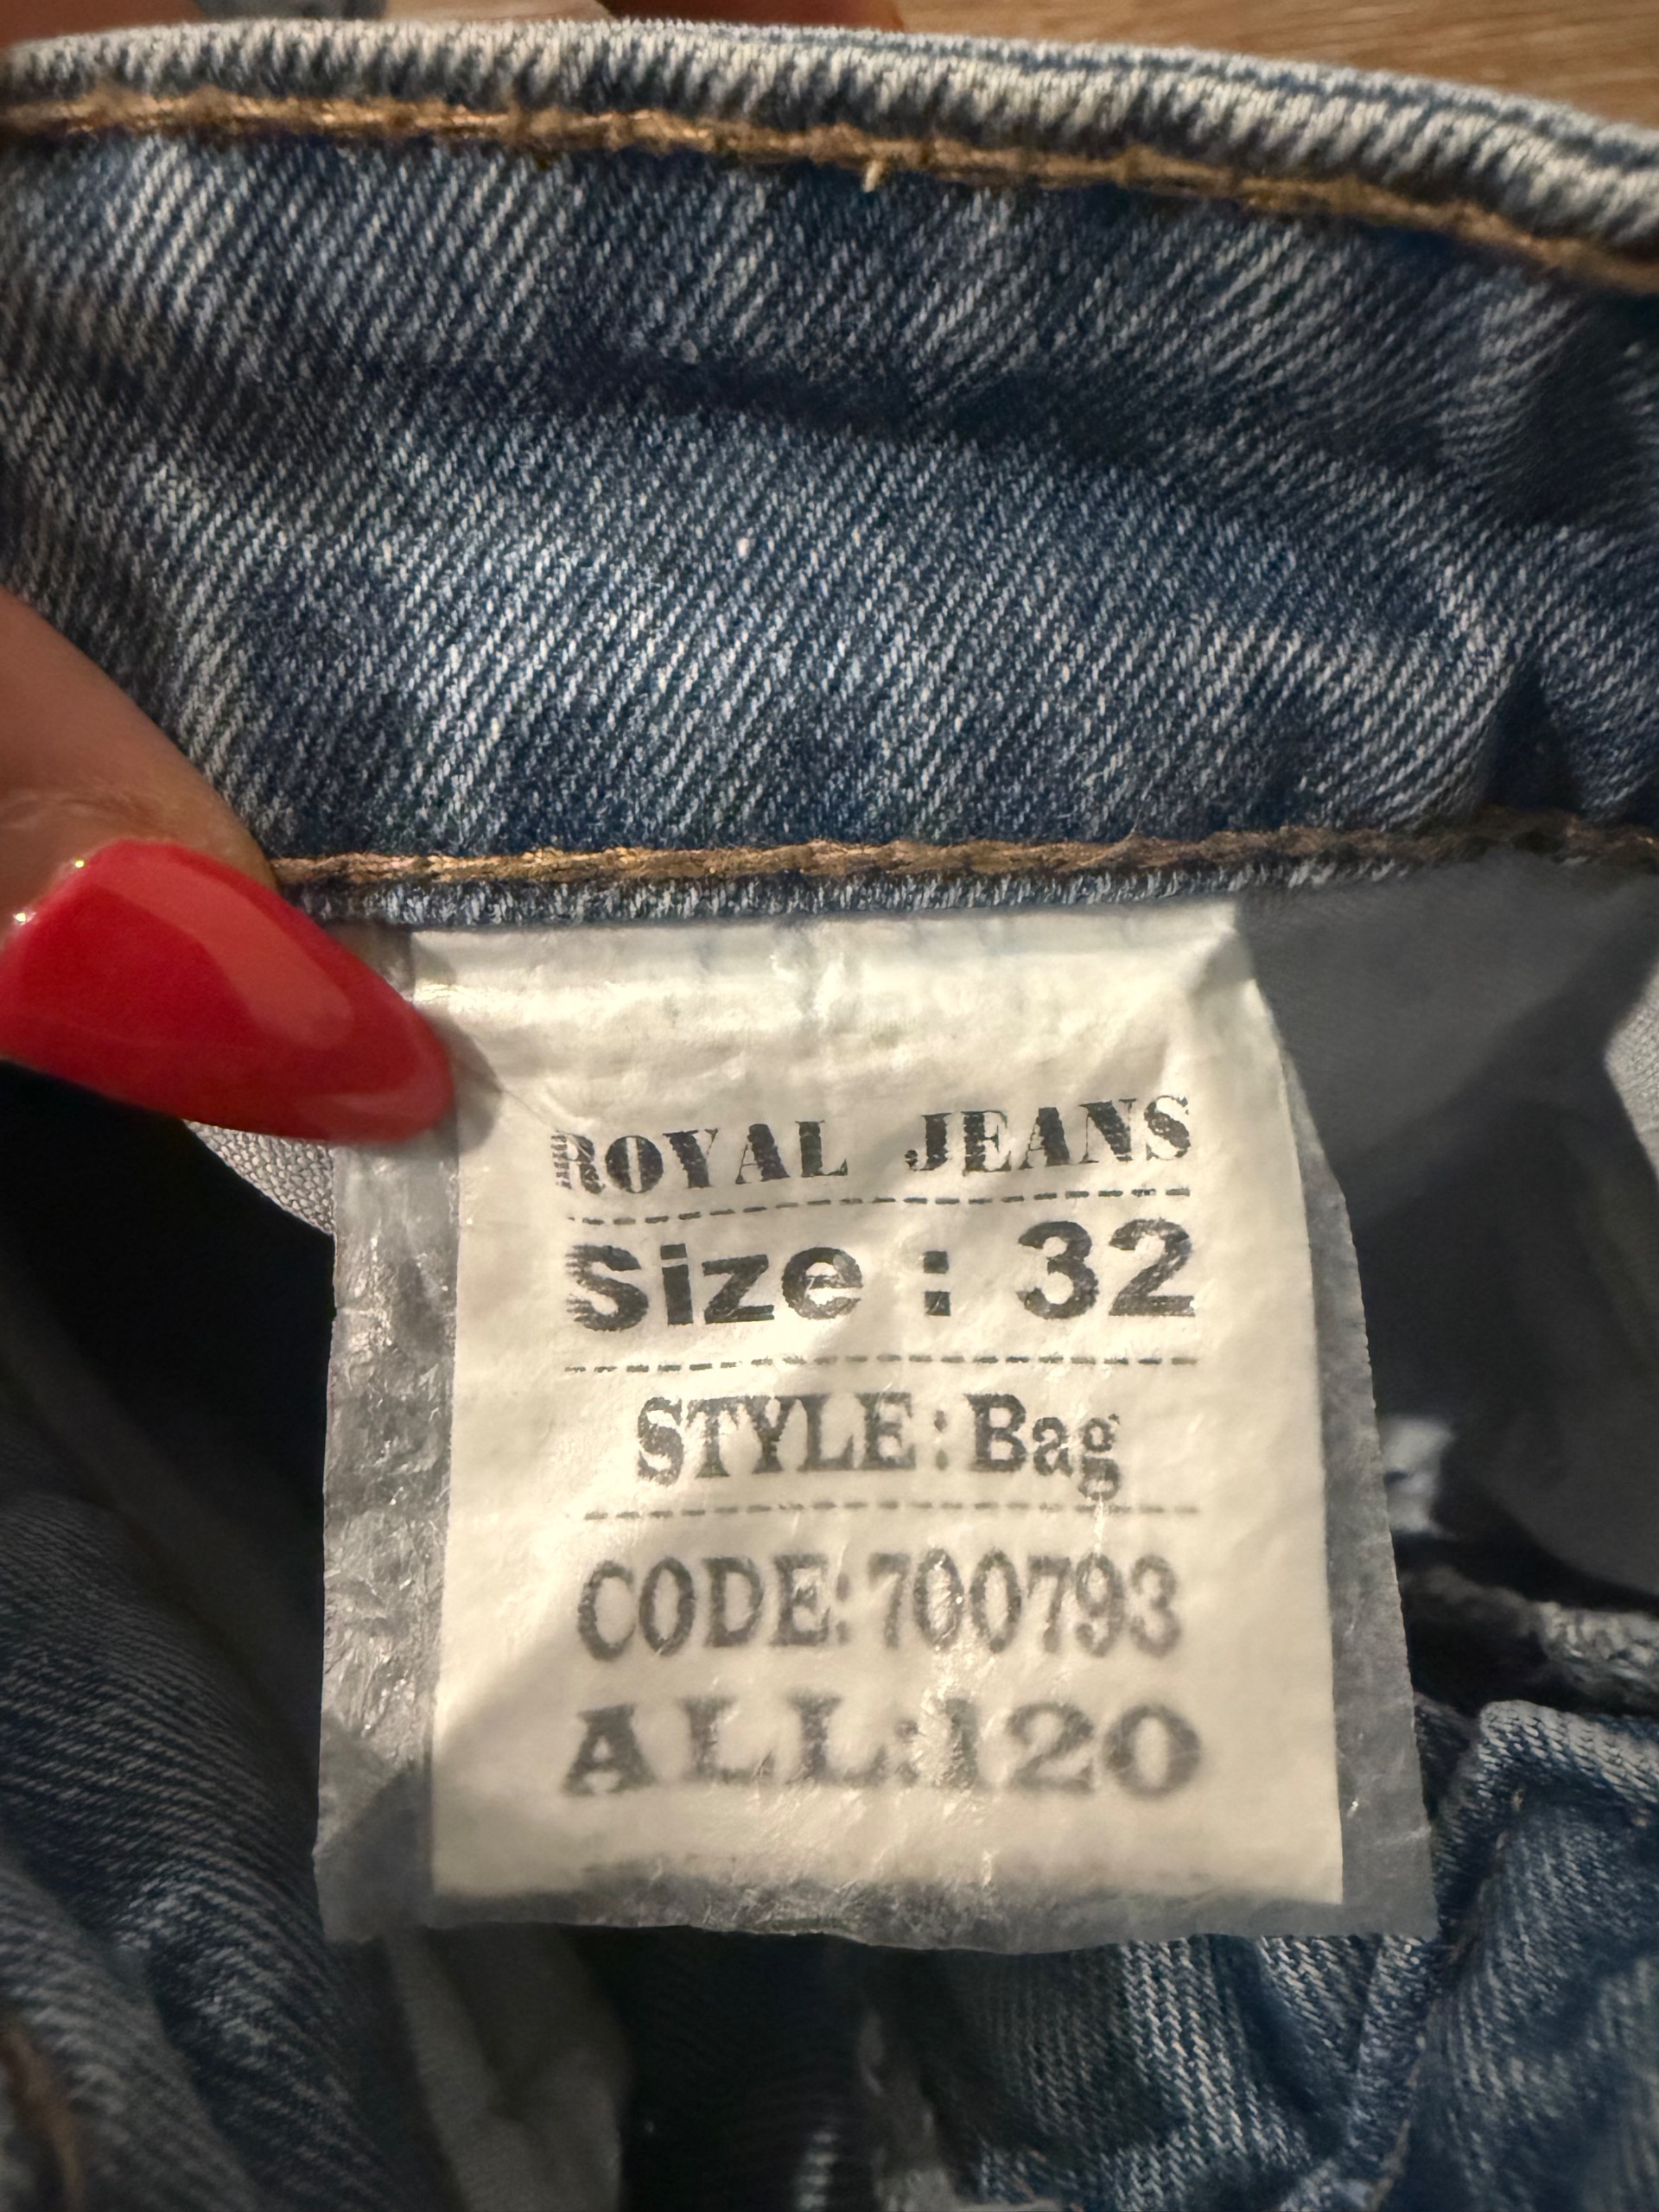 ROYAL JEANS
Size : 32
STYLE:Bag
CODE:700793
ALL:120